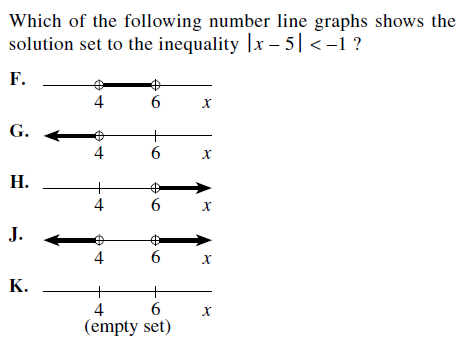 Which of the following number line graphs shows the
solution set to the inequality |x – 5| < –1 ?
F.
4 6 x
G.
4 6 x
H.
4 6 x
J.
4 6 x
K.
4 6 x
(empty set)